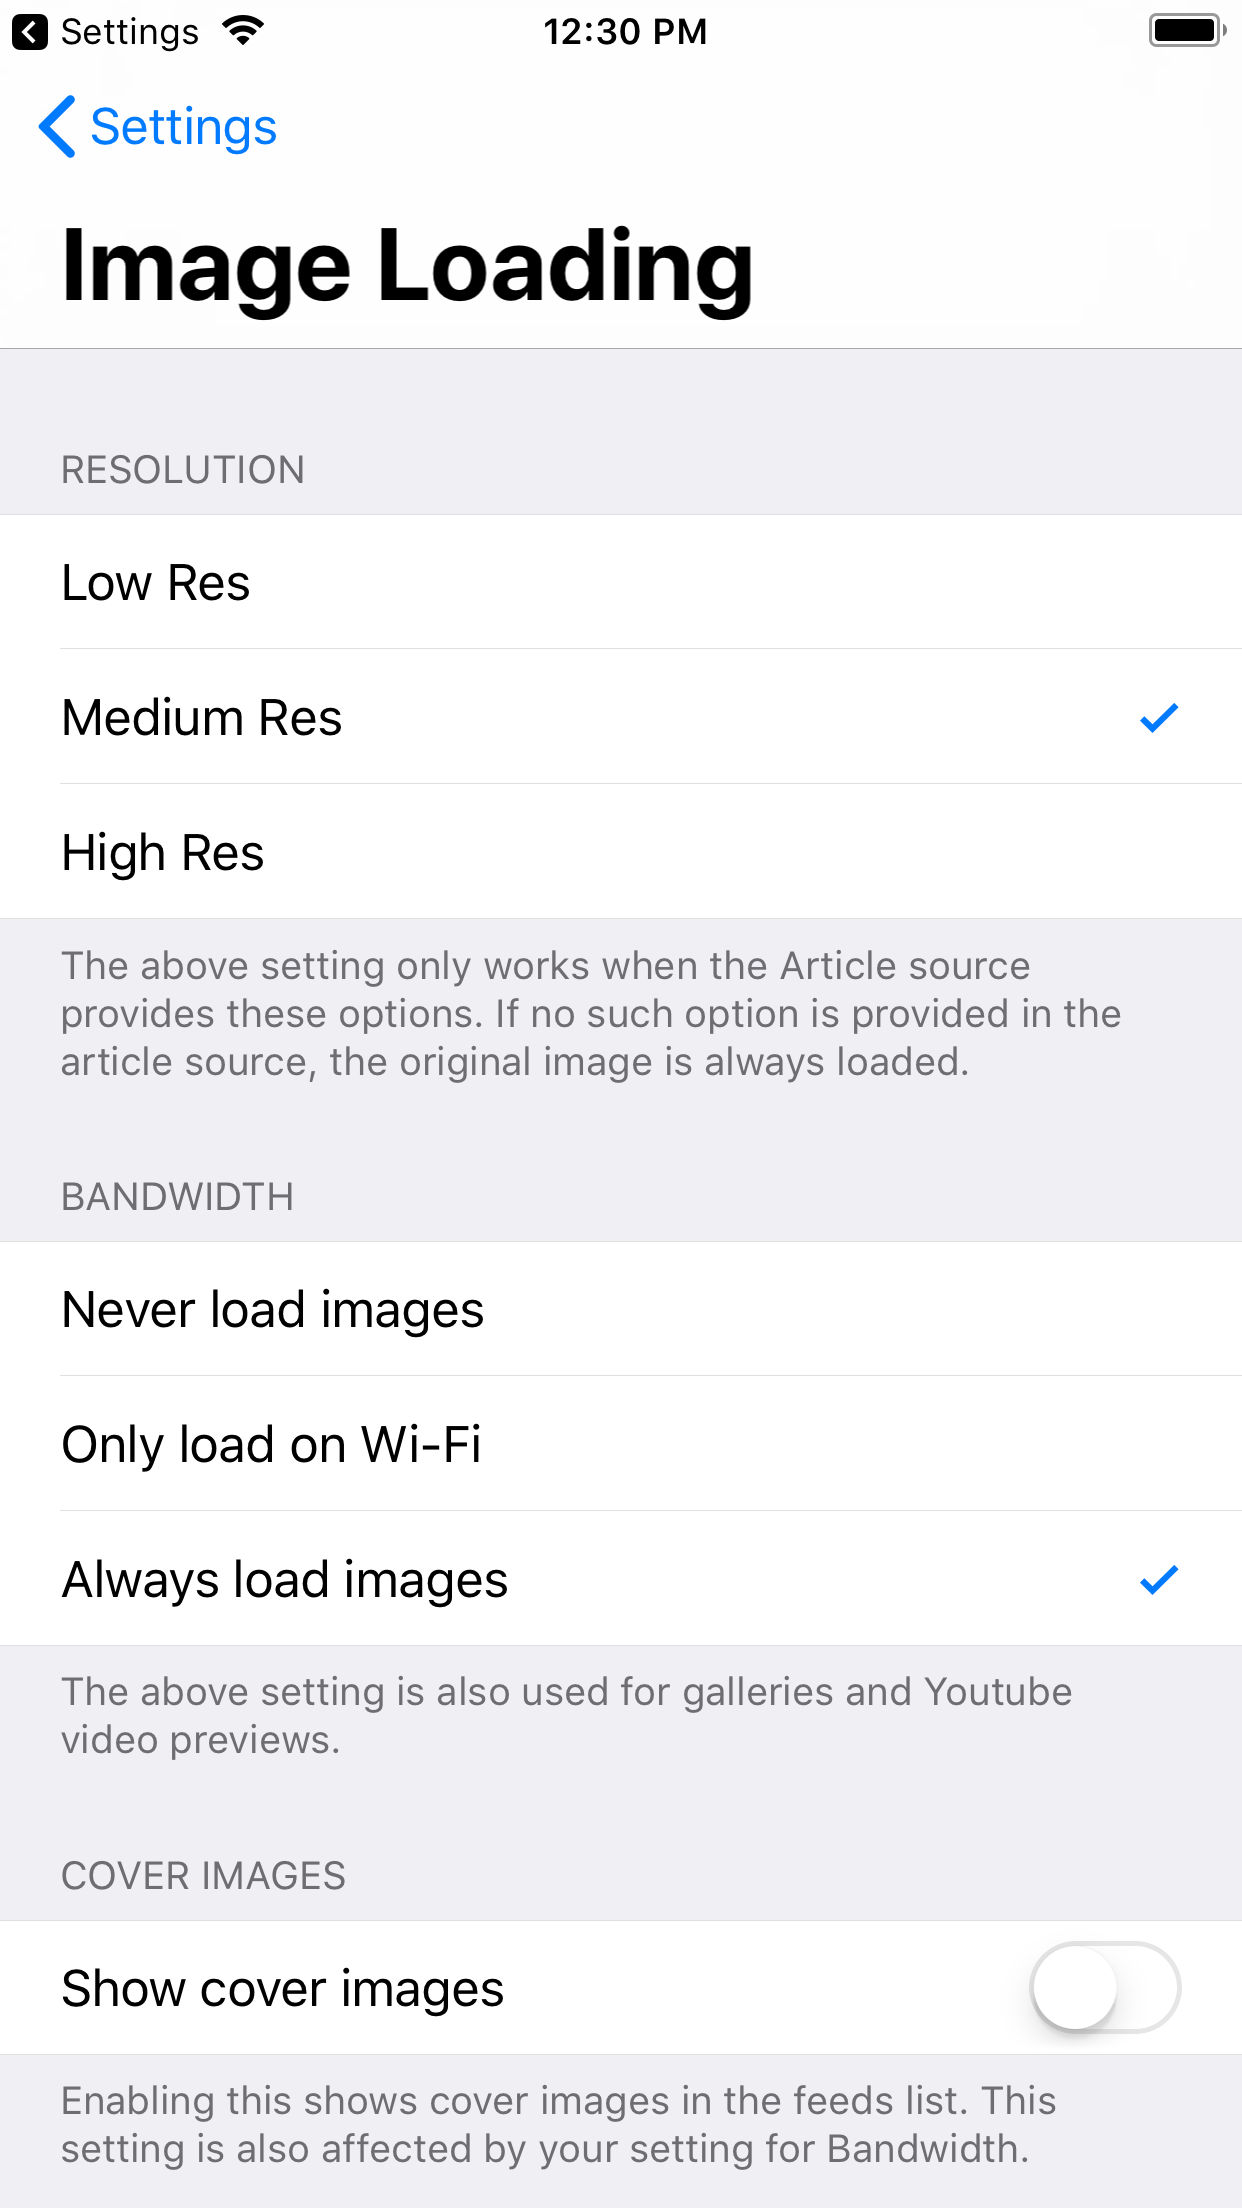 Settings
12:30 PM
Settings
Image Loading
RESOLUTION
Low Res
Medium Res
High Res
The above setting only works when the Article source
provides these options. If no such option is provided in the
article source, the original image is always loaded.
BANDWIDTH
Never load images
Only load on Wi-Fi
Always load images
The above setting is also used for galleries and Youtube
video previews.
COVER IMAGES
Show cover images
Enabling this shows cover images in the feeds list. This
setting is also affected by your setting for Bandwidth.